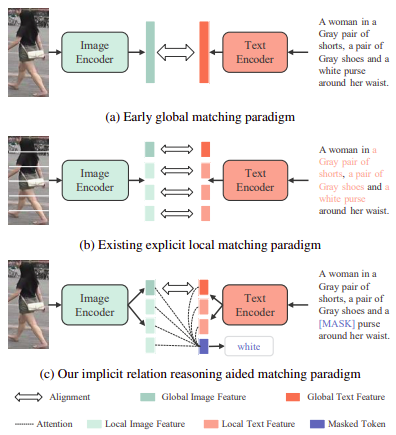 Image Encoder
Text Encoder
A woman in a
Gray pair of
shorts, a pair of
Gray shoes and a
white purse
around her waist.
(a) Early global matching paradigm
Image Encoder
Text Encoder
A woman in a
Gray pair of
shorts, a pair of
Gray shoes and a
white purse
around her waist.
(b) Existing explicit local matching paradigm
Image Encoder
Text Encoder
A woman in a
Gray pair of
shorts, a pair of
Gray shoes and a
[MASK] purse
around her waist.
white
(c) Our implicit relation reasoning aided matching paradigm
Alignment
Global Image Feature
Global Text Feature
Attention
Local Image Feature
Local Text Feature
Masked Token